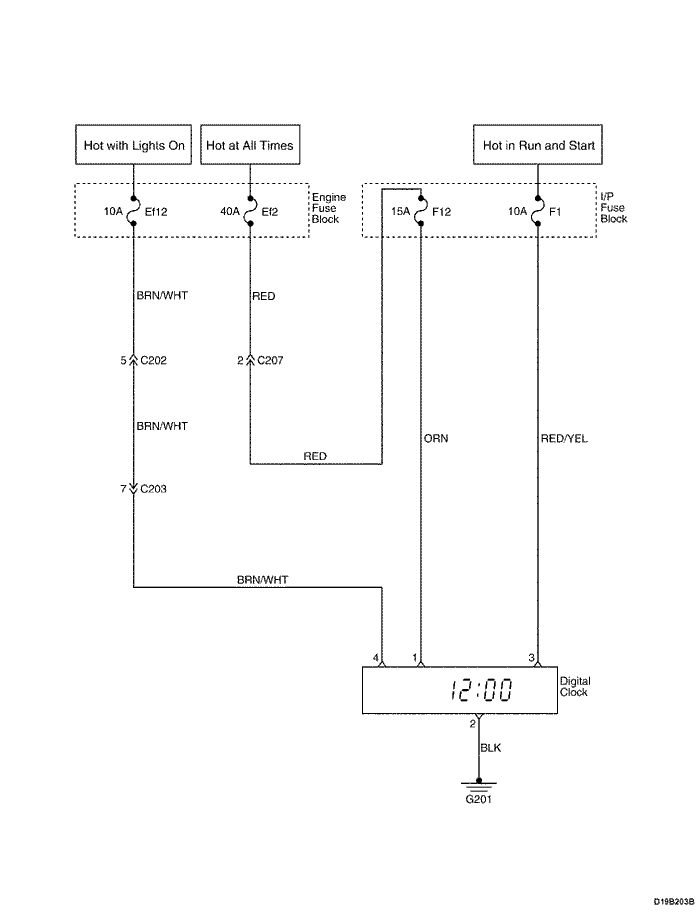 Hot with Lights On
Hot at All Times
Hot in Run and Start
10A Ef12
40A Ef2
Engine
Fuse
Block
15A F12
10A F1
I/P
Fuse
Block
BRN/WHT
RED
5 C202
2 C207
BRN/WHT
ORN
RED/YEL
RED
7 C203
BRN/WHT
4
1
3
12:00
Digital
Clock
2
BLK
G201
D19B203B